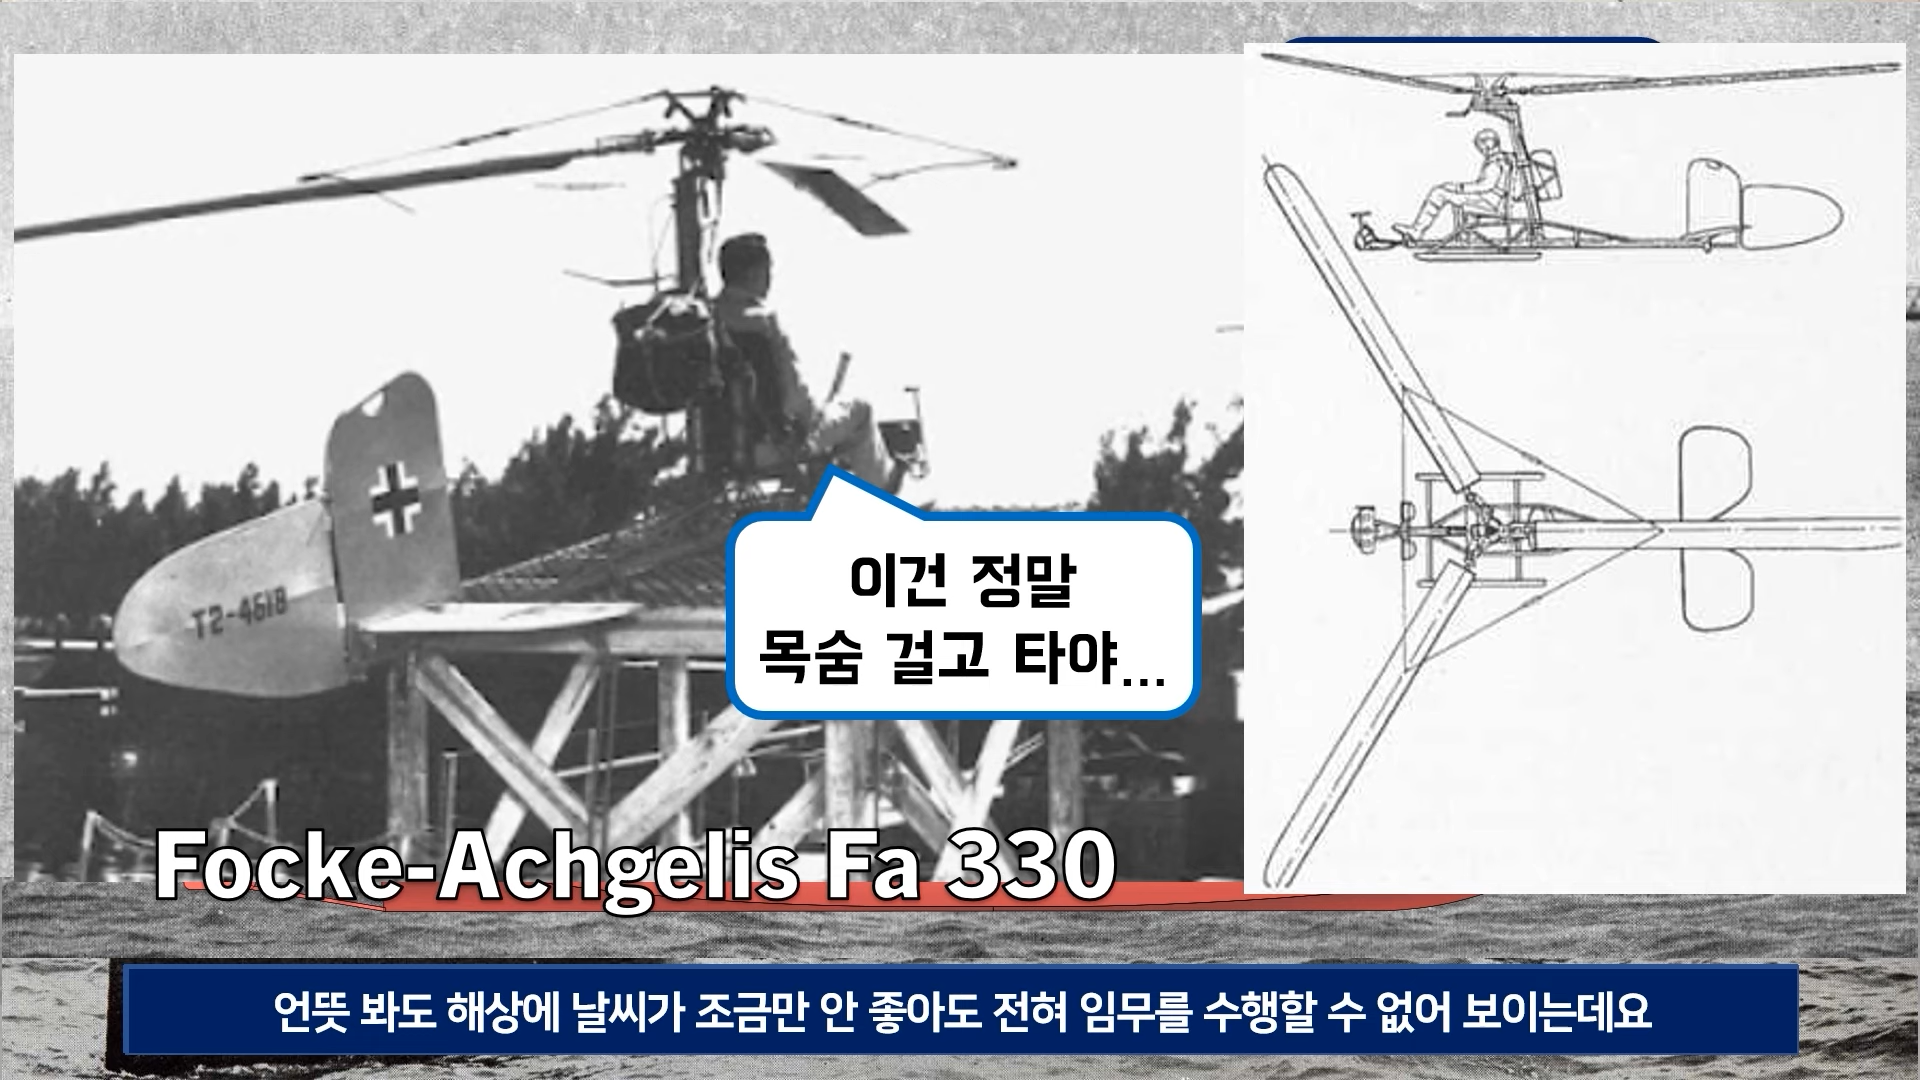 T2-4618
이건 정말
목숨 걸고 타야...
Focke-Achgelis Fa 330
언뜻 봐도 해상에 날씨가 조금만 안 좋아도 전혀 임무를 수행할 수 없어 보이는데요